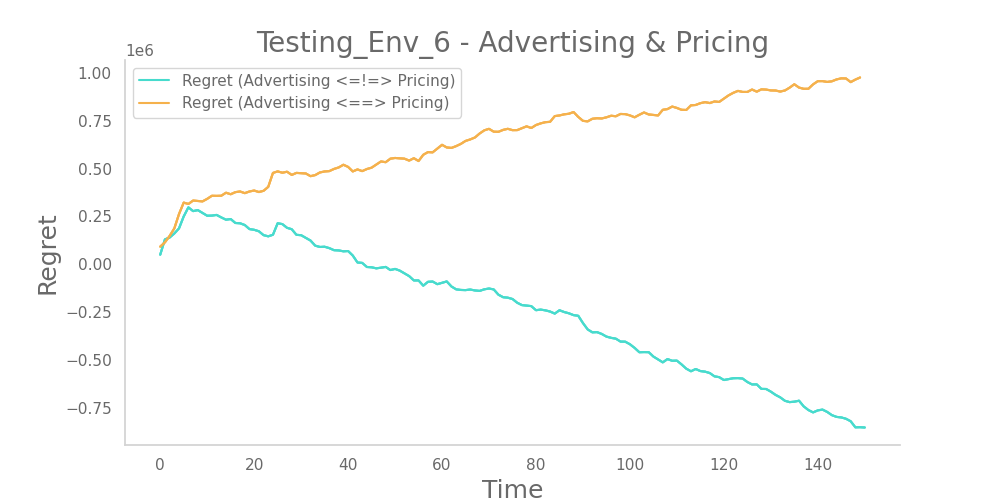 Testing_Env_6 - Advertising & Pricing
1e6
1.00
0.75
0.50
0.25
0.00
−0.25
−0.50
−0.75
Regret
Regret (Advertising <=!=> Pricing)
Regret (Advertising <==> Pricing)
0 20 40 60 80 100 120 140
Time